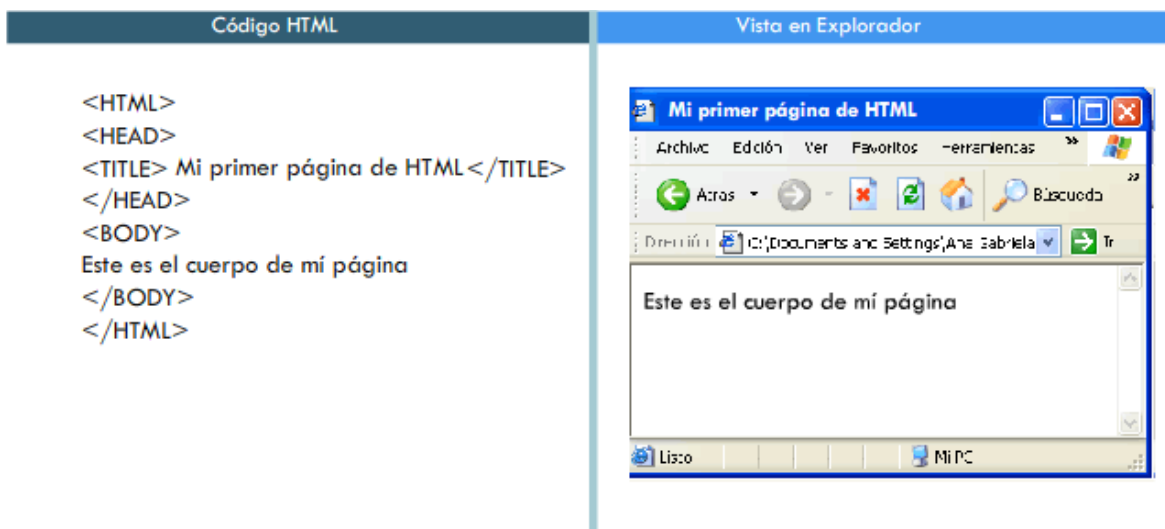 Código HTML
Vista en Explorador
<HTML>
<HEAD>
<TITLE> Mi primer página de HTML</TITLE>
</HEAD>
<BODY>
Este es el cuerpo de mí página
</BODY>
</HTML>
Mi primer página de HTML
Archivo Edición Ver Favoritos Herramientas »
Atrás Búsqueda »
Dirección C:\Documents and Settings\Ana Gabriela Ir
Este es el cuerpo de mí página
Listo Mi PC